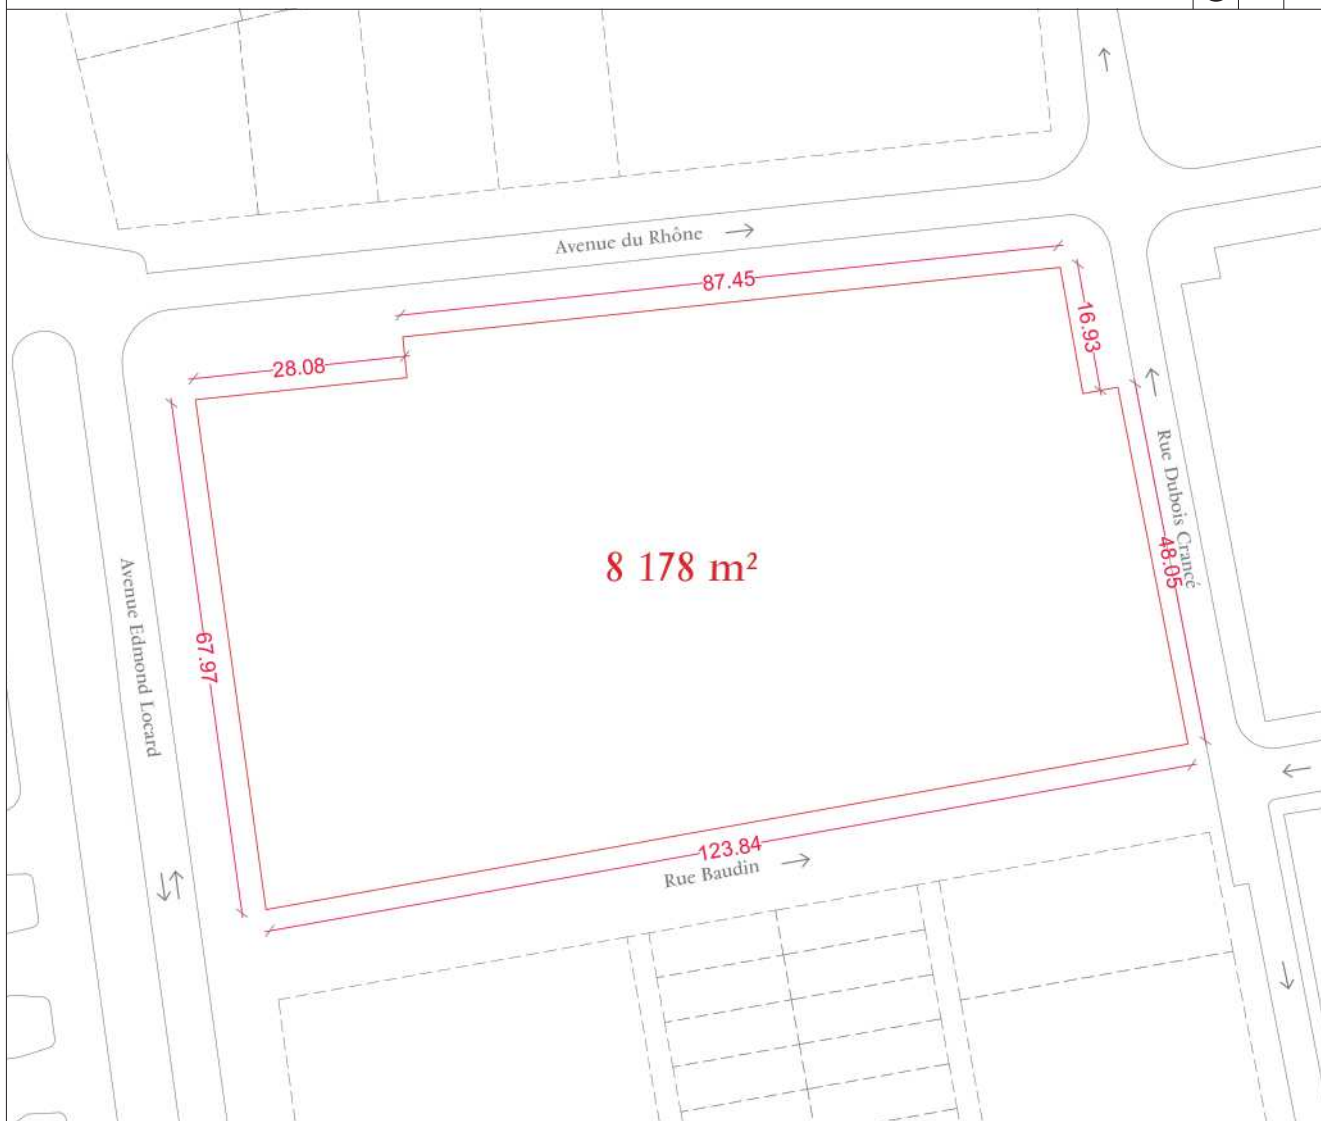 Avenue du Rhône
87.45
16.93
28.08
Rue Dubois Crancé
48.05
8 178 m²
Avenue Edmond Locard
67.97
123.84
Rue Baudin